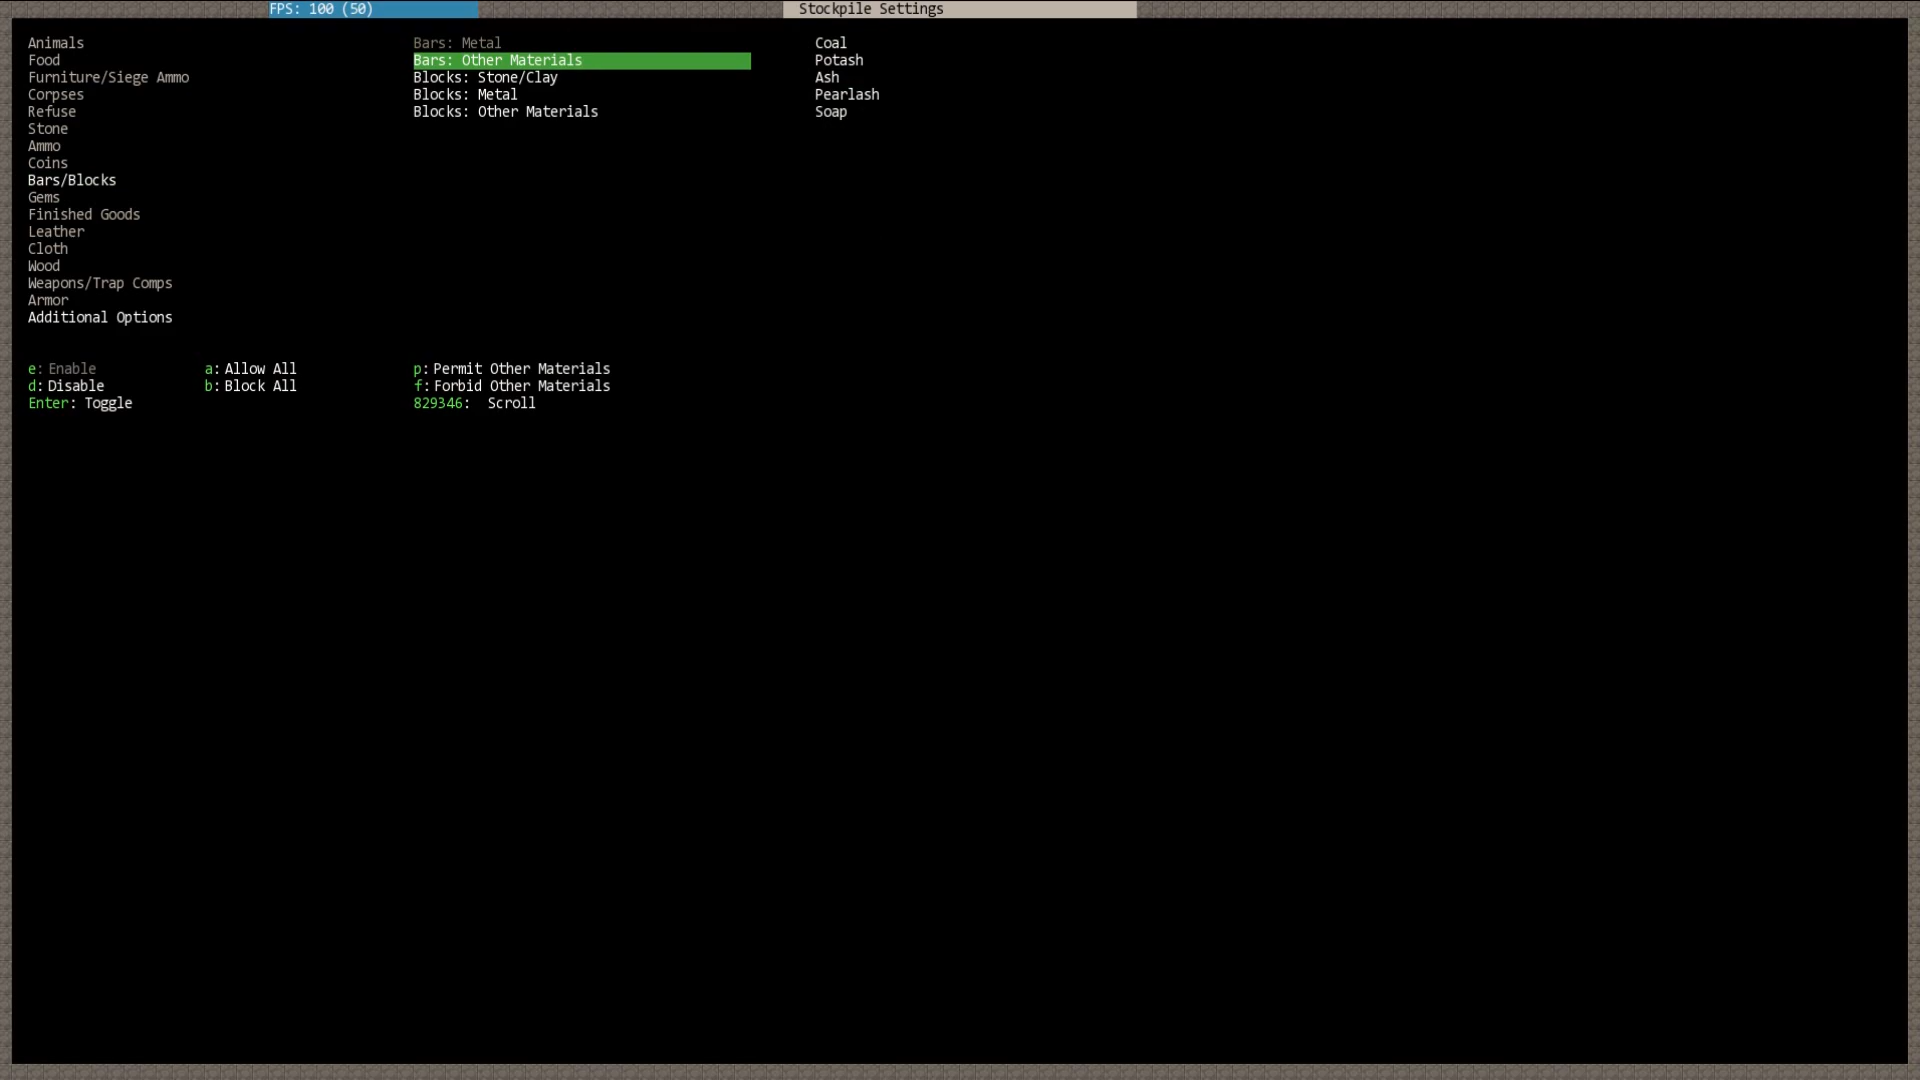 FPS: 100 (50)
Stockpile Settings
Animals
Food
Furniture/Siege Ammo
Corpses
Refuse
Stone
Ammo
Coins
Bars/Blocks
Gems
Finished Goods
Leather
Cloth
Wood
Weapons/Trap Comps
Armor
Additional Options
Bars: Metal
Bars: Other Materials
Blocks: Stone/Clay
Blocks: Metal
Blocks: Other Materials
Coal
Potash
Ash
Pearlash
Soap
e: Enable
d: Disable
Enter: Toggle
a: Allow All
b: Block All
p: Permit Other Materials
f: Forbid Other Materials
829346: Scroll